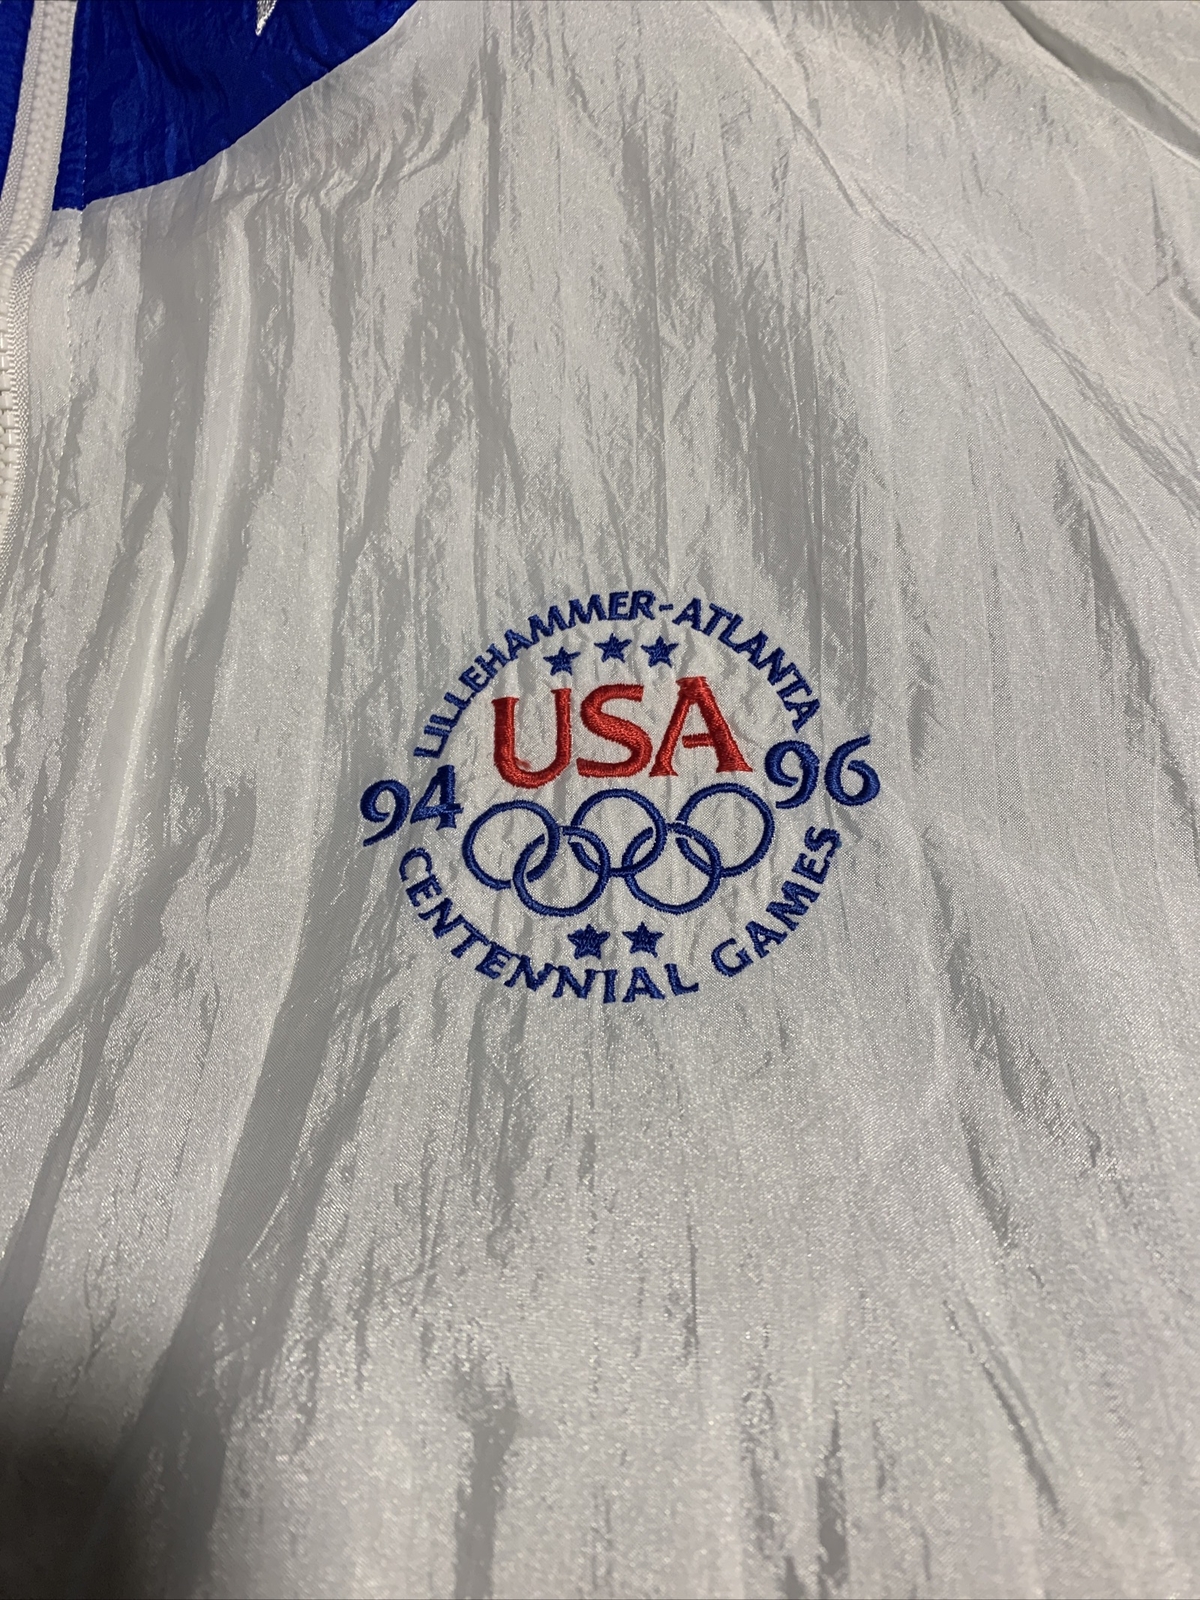 LILLEHAMMER-ATLANTA
USA
94 96
CENTENNIAL GAMES